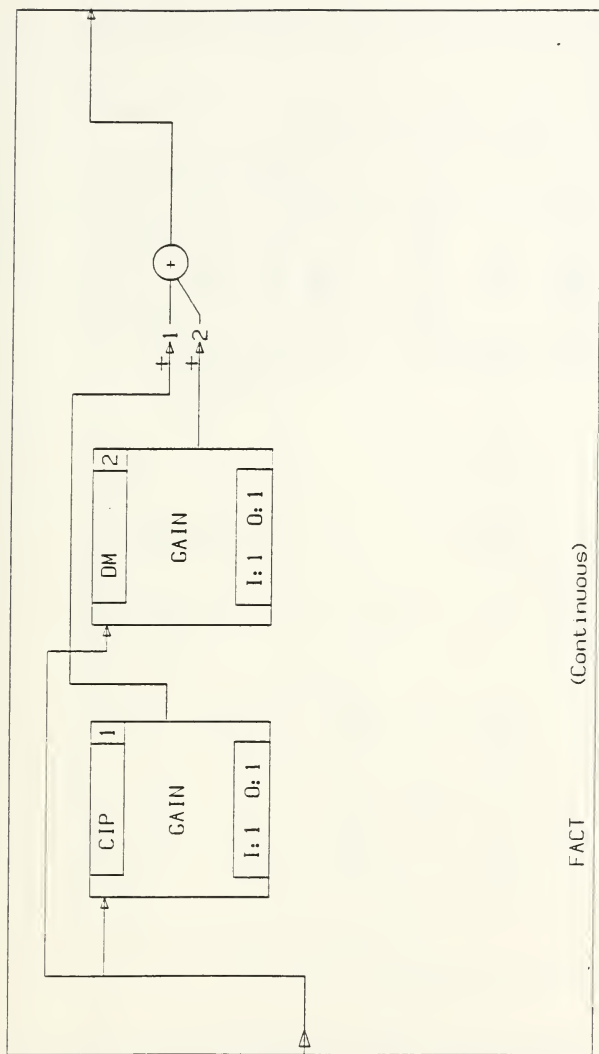 CIP 1
GAIN
I:1 O:1
DM 2
GAIN
I:1 O:1
+ 1
+ 2
+
FACT (Continuous)